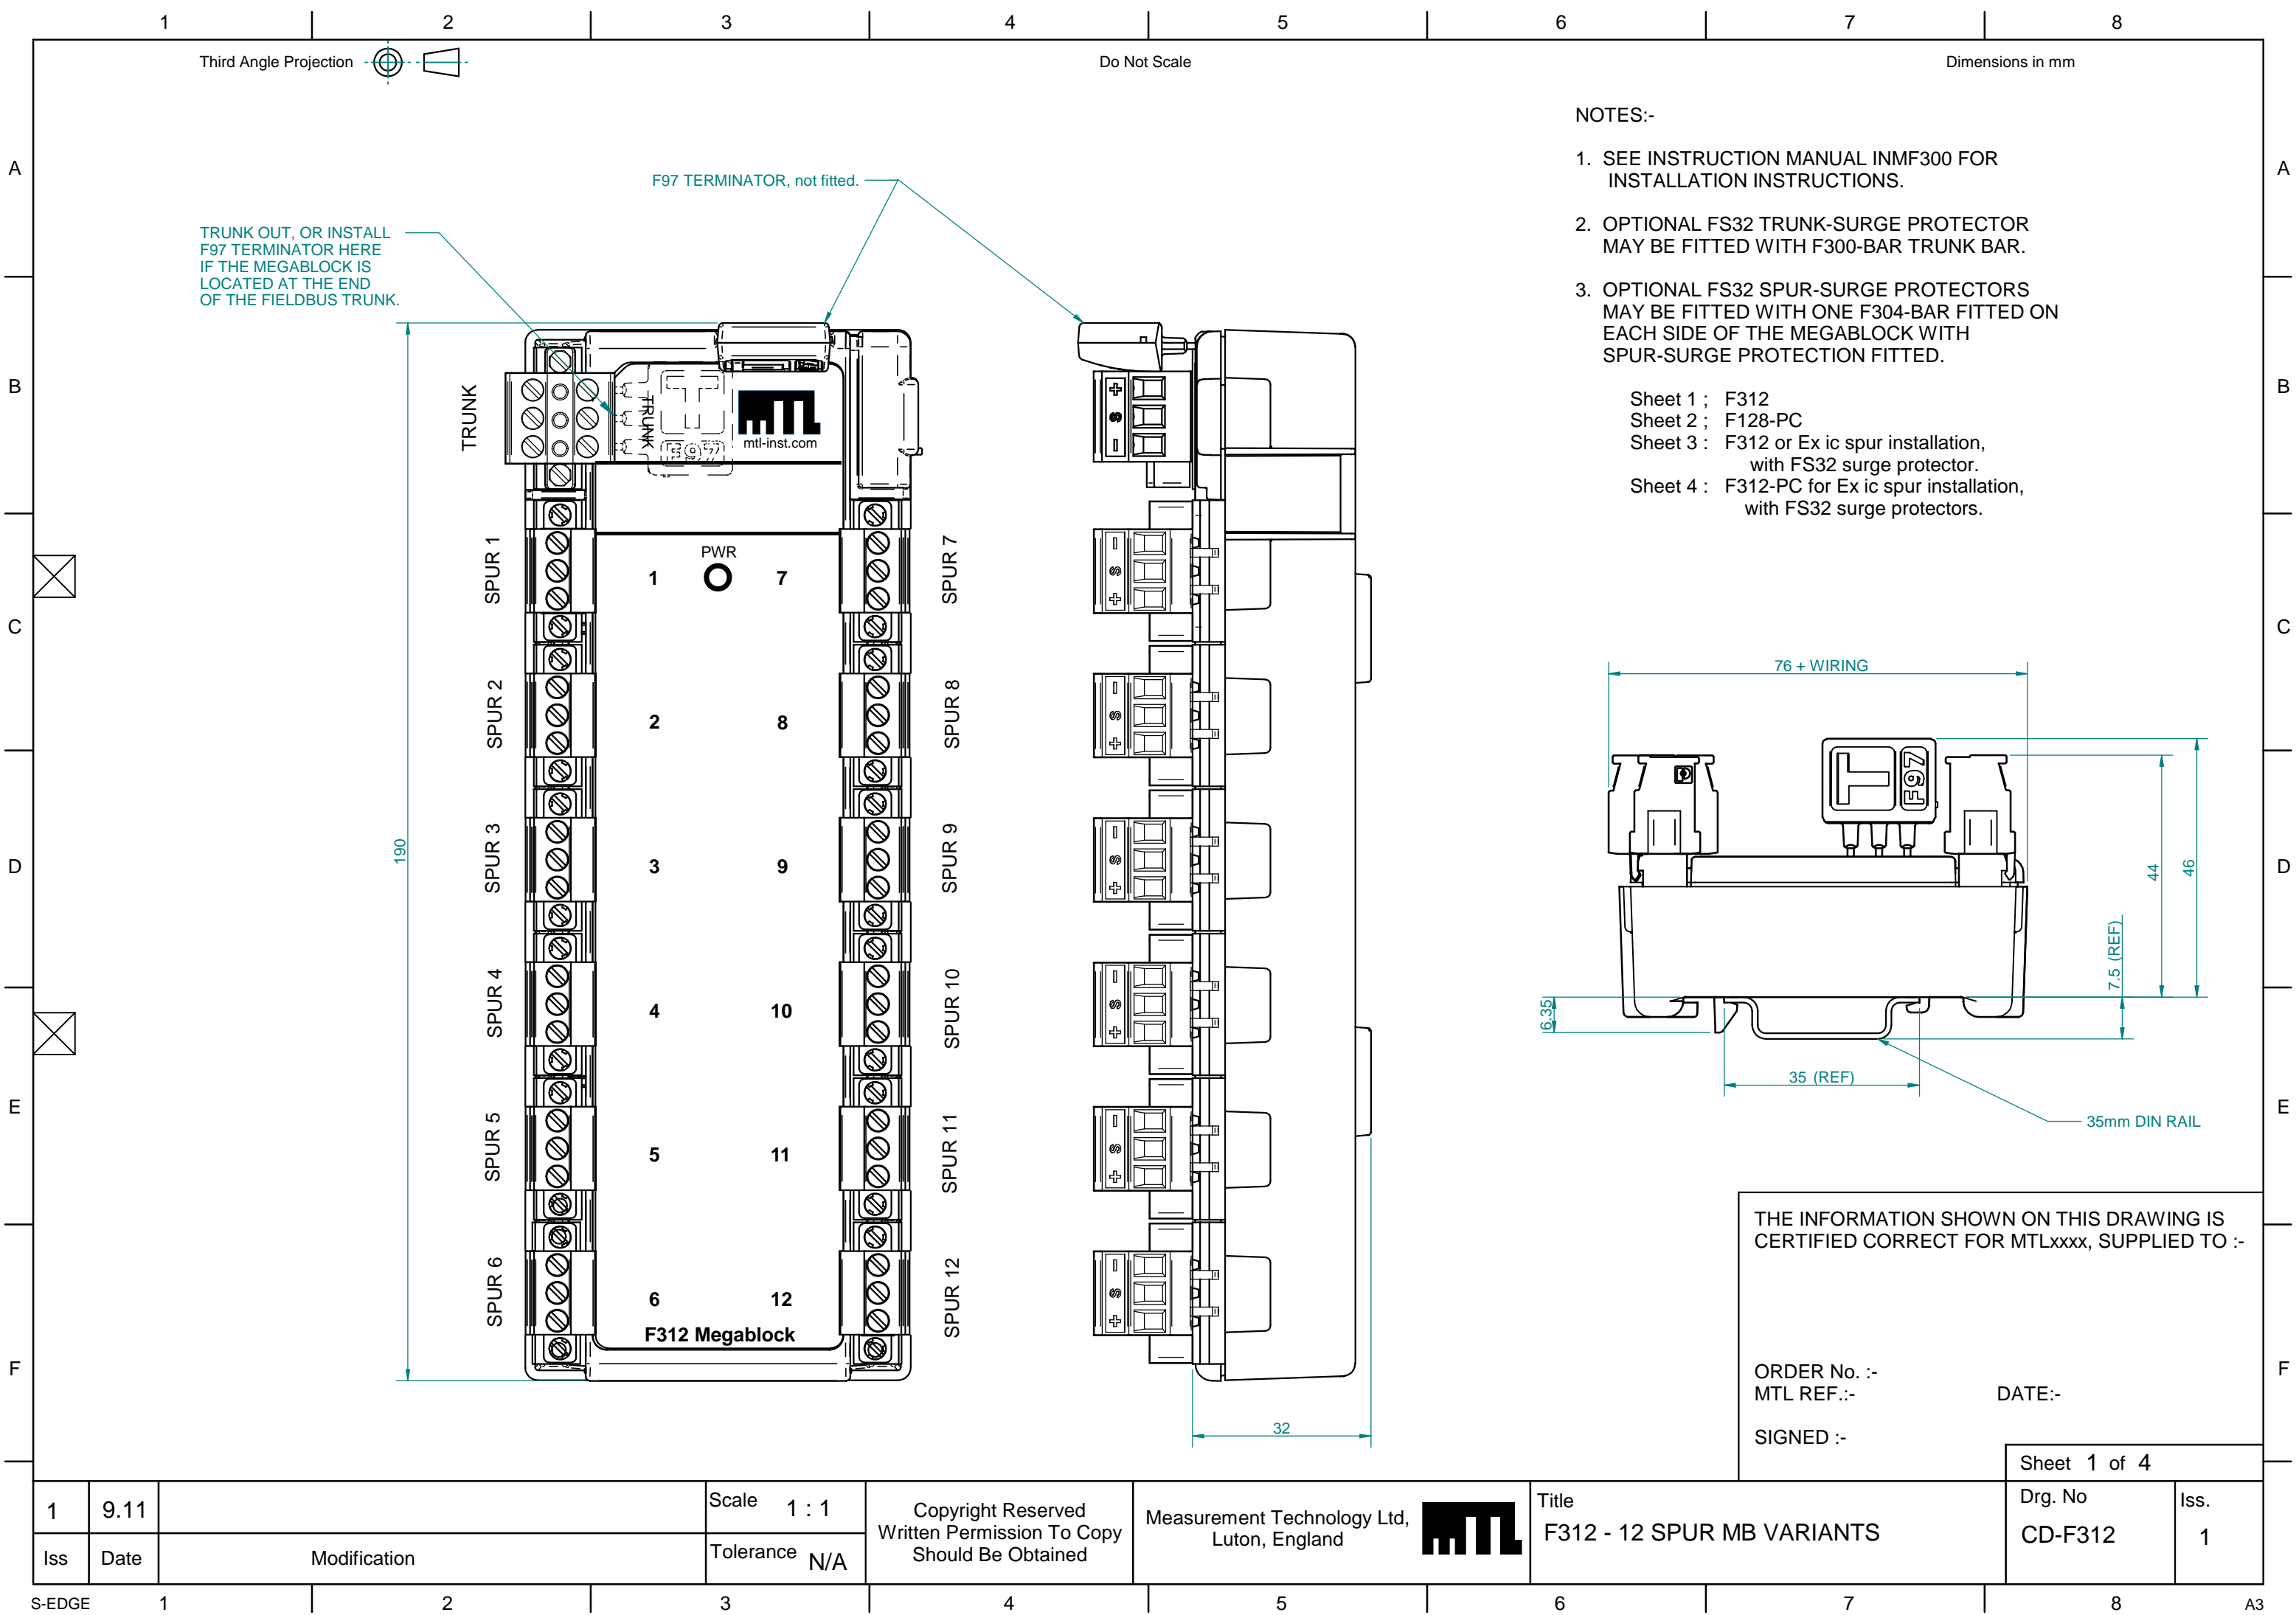 1 2 3 4 5 6 7 8
Third Angle Projection
Do Not Scale
Dimensions in mm
NOTES:-
1. SEE INSTRUCTION MANUAL INMF300 FOR
INSTALLATION INSTRUCTIONS.
2. OPTIONAL FS32 TRUNK-SURGE PROTECTOR
MAY BE FITTED WITH F300-BAR TRUNK BAR.
3. OPTIONAL FS32 SPUR-SURGE PROTECTORS
MAY BE FITTED WITH ONE F304-BAR FITTED ON
EACH SIDE OF THE MEGABLOCK WITH
SPUR-SURGE PROTECTION FITTED.
Sheet 1 ; F312
Sheet 2 ; F128-PC
Sheet 3 : F312 or Ex ic spur installation,
with FS32 surge protector.
Sheet 4 : F312-PC for Ex ic spur installation,
with FS32 surge protectors.
A
A
B
B
C
C
D
D
E
E
F
F
F97 TERMINATOR, not fitted.
TRUNK OUT, OR INSTALL
F97 TERMINATOR HERE
IF THE MEGABLOCK IS
LOCATED AT THE END
OF THE FIELDBUS TRUNK.
TRUNK
TRUNK
T
F97
mtl
mtl-inst.com
PWR
SPUR 1
1
7
SPUR 7
SPUR 2
2
8
SPUR 8
SPUR 3
3
9
SPUR 9
SPUR 4
4
10
SPUR 10
SPUR 5
5
11
SPUR 11
SPUR 6
6
12
SPUR 12
F312 Megablock
190
+ S -
- S +
- S +
- S +
- S +
- S +
- S +
32
76 + WIRING
T
F97
44
46
7.5 (REF)
6.35
35 (REF)
35mm DIN RAIL
THE INFORMATION SHOWN ON THIS DRAWING IS
CERTIFIED CORRECT FOR MTLxxxx, SUPPLIED TO :-
ORDER No. :-
MTL REF.:-
DATE:-
SIGNED :-
Sheet 1 of 4
1 9.11
Iss Date Modification
Scale 1 : 1
Tolerance N/A
Copyright Reserved
Written Permission To Copy
Should Be Obtained
Measurement Technology Ltd,
Luton, England
mtl
Title
F312 - 12 SPUR MB VARIANTS
Drg. No
CD-F312
Iss.
1
S-EDGE
1 2 3 4 5 6 7 8
A3